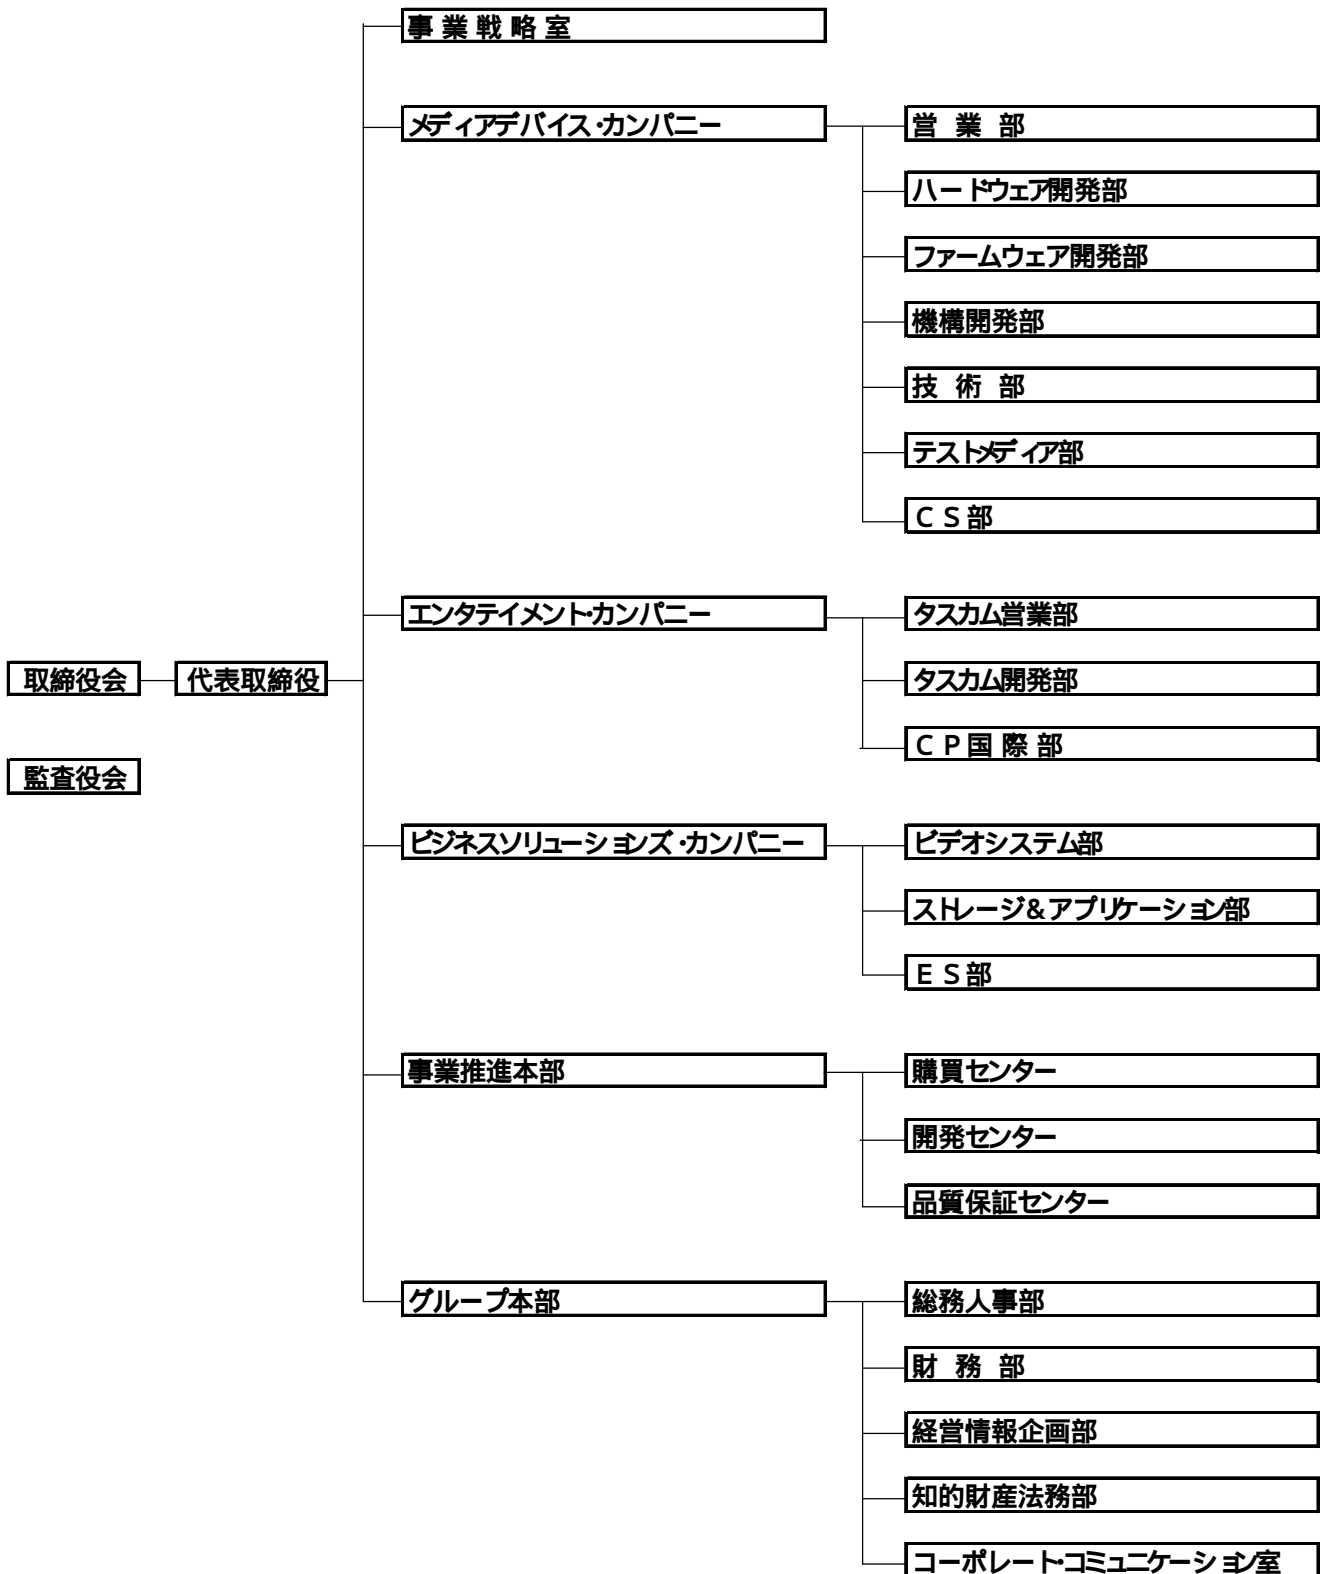 事業戦略室
メディアデバイス・カンパニー
営業部
ハードウェア開発部
ファームウェア開発部
機構開発部
技術部
テストメディア部
CS部
エンタテイメント・カンパニー
タスカム営業部
取締役会
代表取締役
タスカム開発部
CP国際部
監査役会
ビジネスソリューションズ・カンパニー
ビデオシステム部
ストレージ&アプリケーション部
ES部
事業推進本部
購買センター
開発センター
品質保証センター
グループ本部
総務人事部
財務部
経営情報企画部
知的財産法務部
コーポレート・コミュニケーション室